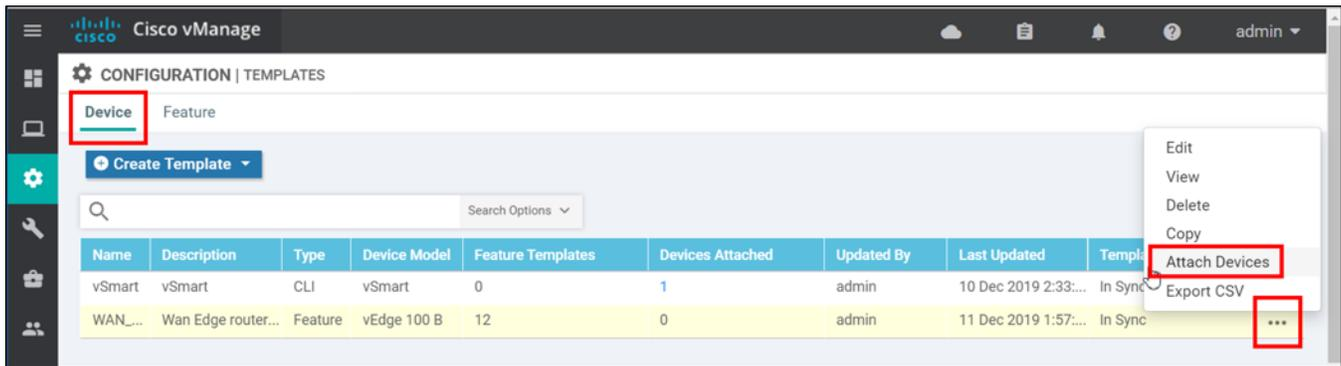 cisco Cisco vManage admin
CONFIGURATION | TEMPLATES
Device Feature
Create Template
Search Options
Name Description Type Device Model Feature Templates Devices Attached Updated By Last Updated Templa
vSmart vSmart CLI vSmart 0 1 admin 10 Dec 2019 2:33:... In Sync
WAN_... Wan Edge router... Feature vEdge 100 B 12 0 admin 11 Dec 2019 1:57:... In Sync
Edit
View
Delete
Copy
Attach Devices
Export CSV